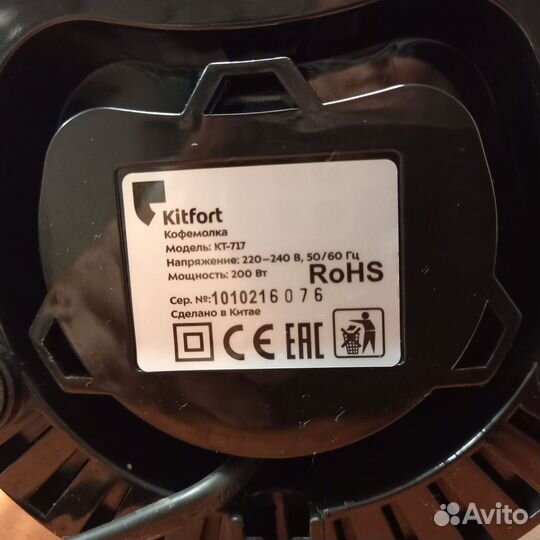 Kitfort
Кофемолка
Модель: КТ-717
Напряжение: 220–240 В, 50/60 Гц
Мощность: 200 Вт
RoHS
Сер. №:1010216076
Сделано в Китае
CE EAC
Avito